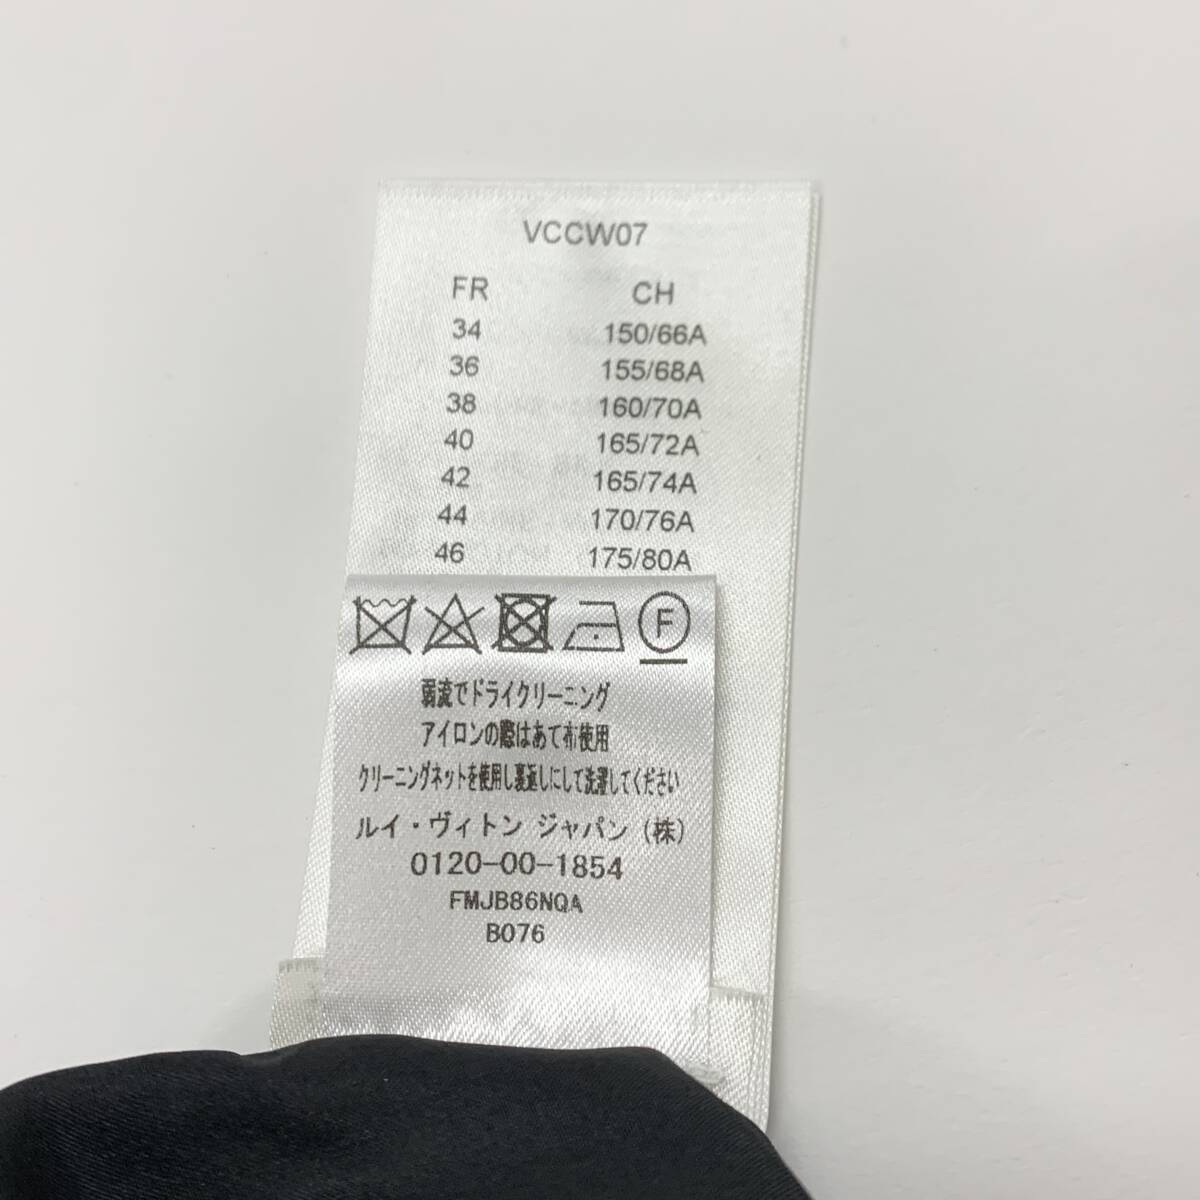 VCCW07
FR CH
34 150/66A
36 155/68A
38 160/70A
40 165/72A
42 165/74A
44 170/76A
46 175/80A
F
弱流でドライクリーニング
アイロンの際はあて布使用
クリーニングネットを使用し裏返しにして洗濯してください
ルイ・ヴィトン ジャパン(株)
0120-00-1854
FMJB86NQA
B076